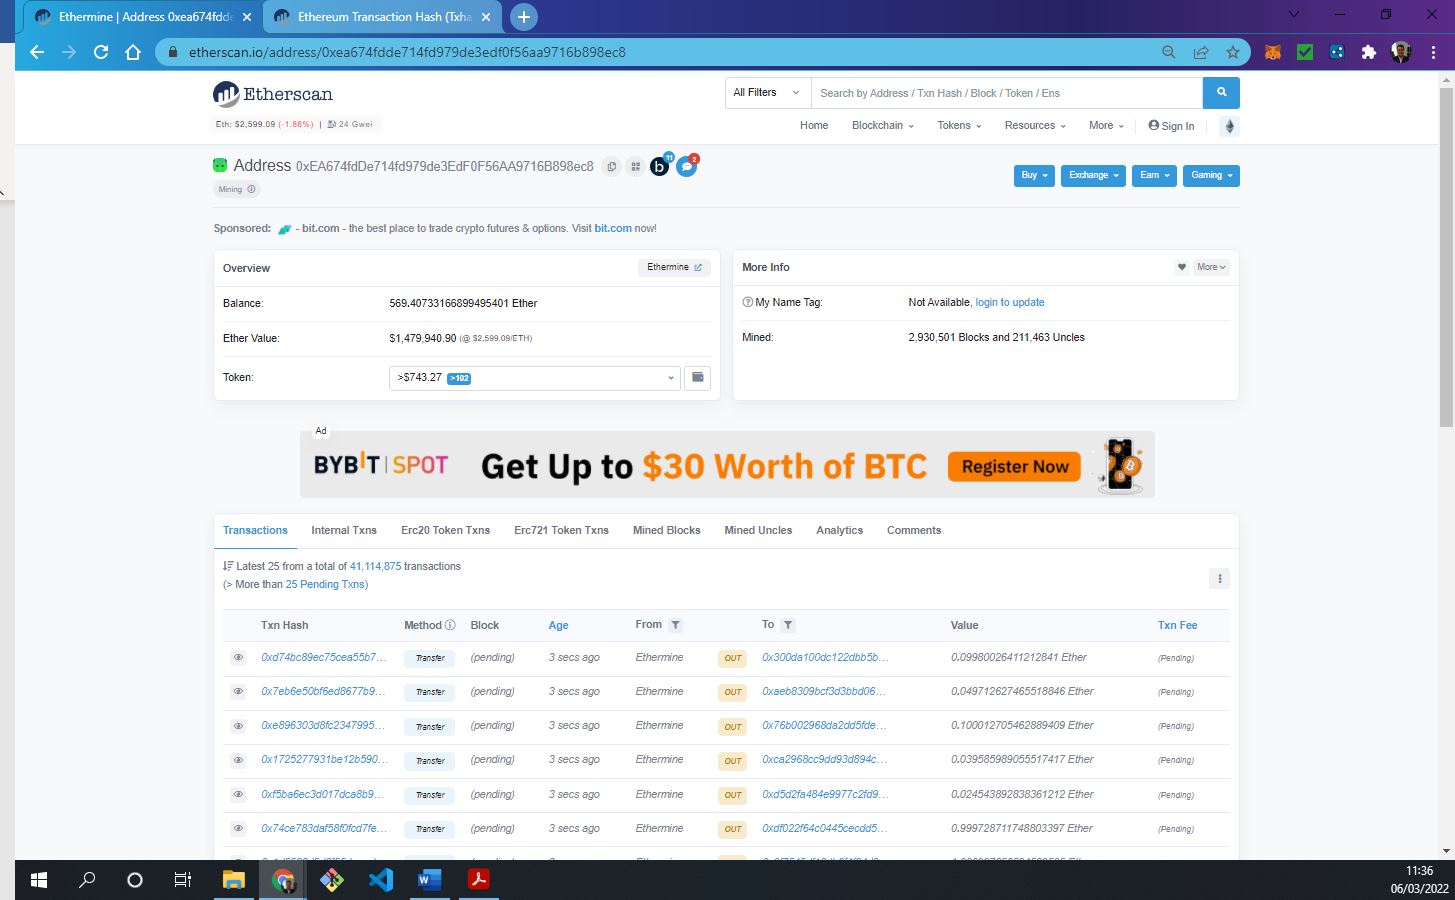 Ethermine | Address 0xea674fdde
Ethereum Transaction Hash (Txha
etherscan.io/address/0xea674fdde714fd979de3edf0f56aa9716b898ec8
Etherscan
All Filters
Search by Address / Txn Hash / Block / Token / Ens
Eth: $2,599.09 (-1.86%) | 24 Gwei
Home Blockchain Tokens Resources More Sign In
Address 0xEA674fdDe714fd979de3EdF0F56AA9716B898ec8
b 11 2
Buy Exchange Earn Gaming
Mining
Sponsored: - bit.com - the best place to trade crypto futures & options. Visit bit.com now!
Overview
Ethermine
Balance: 569.40733166899495401 Ether
Ether Value: $1,479,940.90 (@ $2,599.09/ETH)
Token: >$743.27 >102
More Info
More
My Name Tag: Not Available, login to update
Mined: 2,930,501 Blocks and 211,463 Uncles
Ad
BYBIT | SPOT Get Up to $30 Worth of BTC Register Now
Transactions Internal Txns Erc20 Token Txns Erc721 Token Txns Mined Blocks Mined Uncles Analytics Comments
Latest 25 from a total of 41,114,875 transactions
(> More than 25 Pending Txns)
Txn Hash Method Block Age From To Value Txn Fee
0xd74bc89ec75cea55b7... Transfer (pending) 3 secs ago Ethermine OUT 0x300da100dc122dbb5b... 0.09980026411212841 Ether (Pending)
0x7eb6e50bf6ed8677b9... Transfer (pending) 3 secs ago Ethermine OUT 0xaeb8309bcf3d3bbd06... 0.049712627465518846 Ether (Pending)
0xe896303d8fc2347995... Transfer (pending) 3 secs ago Ethermine OUT 0x76b002968da2dd5fde... 0.100012705462889409 Ether (Pending)
0x1725277931be12b590... Transfer (pending) 3 secs ago Ethermine OUT 0xca2968cc9dd93d894c... 0.039585989055517417 Ether (Pending)
0xf5ba6ec3d017dca8b9... Transfer (pending) 3 secs ago Ethermine OUT 0xd5d2fa484e9977c2fd9... 0.024543892838361212 Ether (Pending)
0x74ce783daf58f0fcd7fe... Transfer (pending) 3 secs ago Ethermine OUT 0xdf022f64c0445cecdd5... 0.999728711748803397 Ether (Pending)
11:36
06/03/2022